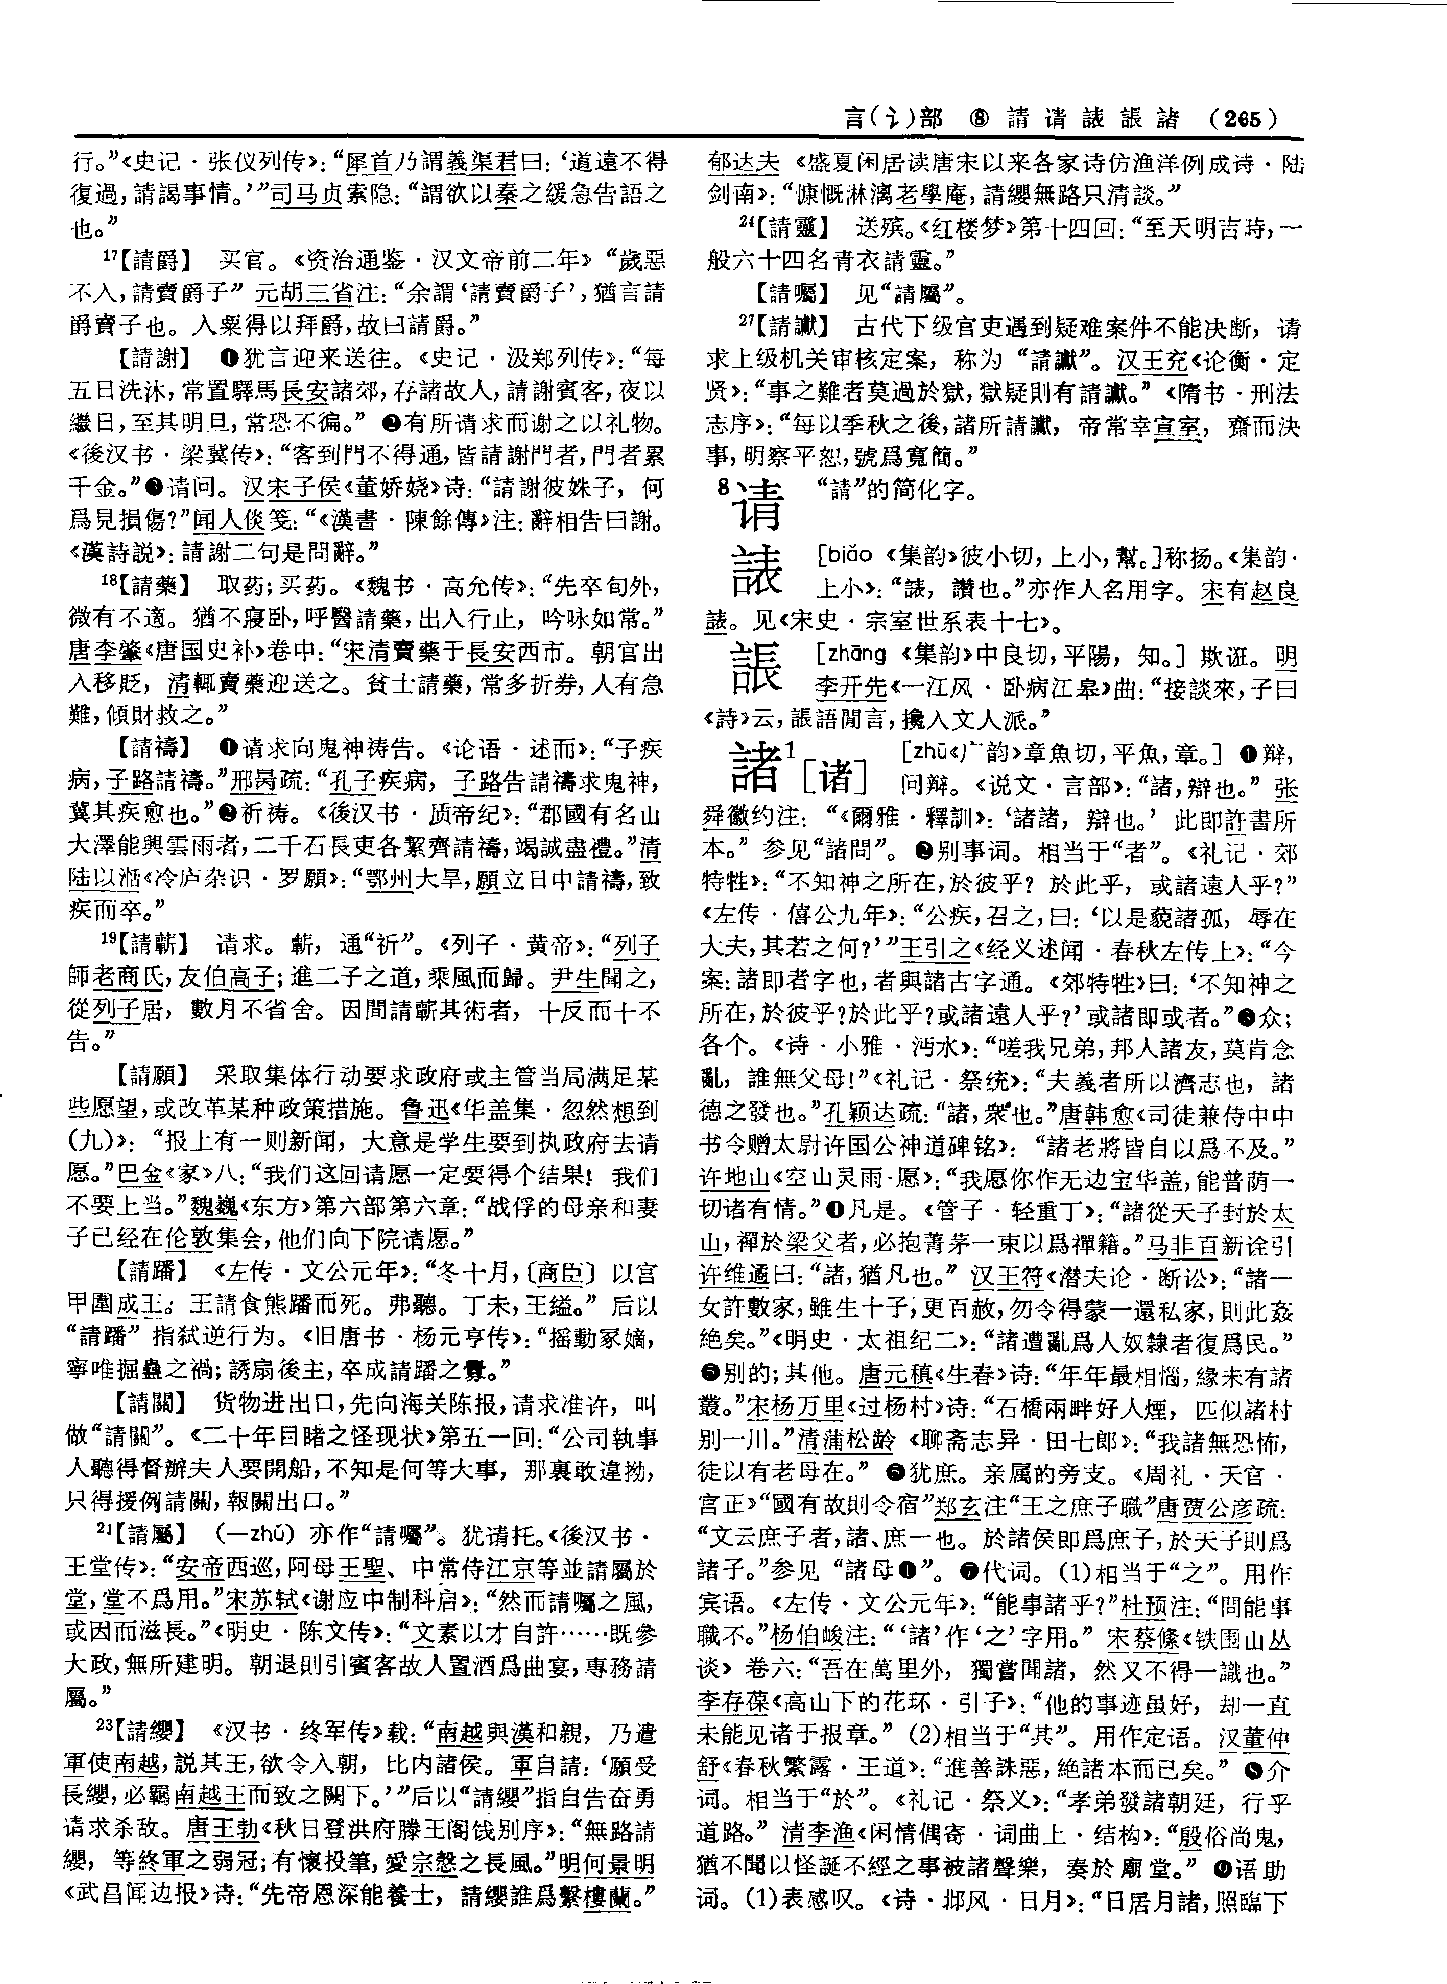 言(讠)部 ⑧ 請请諘䛫諸 (265)
行。”《史记·张仪列传》：“犀首乃謂義渠君曰：‘道遠不得
復過，請謁事情。’”司马贞索隐：“謂欲以秦之缓急告語之
也。”
17【請爵】 买官。《资治通鉴·汉文帝前二年》“歲惡
不入，請賣爵子” 元胡三省注：“余謂‘請賣爵子’，猶言請
爵賣子也。入粟得以拜爵，故曰請爵。”
【請謝】 ❶犹言迎来送往。《史记·汲郑列传》：“每
五日洗沐，常置驛馬長安諸郊，存諸故人，請謝賓客，夜以
繼日，至其明旦，常恐不徧。” ❷有所请求而谢之以礼物。
《後汉书·梁冀传》：“客到門不得通，皆請謝門者，門者累
千金。”❸请问。汉宋子侯《董娇娆》诗：“請謝彼姝子，何
爲見損傷？”闻人倓笺：“《漢書·陳餘傳》注：辭相告曰謝。
《漢詩説》：請謝二句是問辭。”
18【請藥】 取药；买药。《魏书·高允传》：“先卒旬外，
微有不適。猶不寢卧，呼醫請藥，出入行止，吟咏如常。”
唐李肇《唐国史补》卷中：“宋清賣藥于長安西市。朝官出
入移貶，清輒賣藥迎送之。貧士請藥，常多折券，人有急
難，傾財救之。”
【請禱】 ❶请求向鬼神祷告。《论语·述而》：“子疾
病，子路請禱。”邢昺疏：“孔子疾病，子路告請禱求鬼神，
冀其疾愈也。”❷祈祷。《後汉书·质帝纪》：“郡國有名山
大澤能興雲雨者，二千石長吏各絜齊請禱，竭誠盡禮。”清
陆以湉《冷庐杂识·罗願》：“鄂州大旱，願立日中請禱，致
疾而卒。”
19【請蘄】 请求。蘄，通“祈”。《列子·黄帝》：“列子
師老商氏，友伯高子；進二子之道，乘風而歸。尹生聞之，
從列子居，數月不省舍。因間請蘄其術者，十反而十不
告。”
【請願】 采取集体行动要求政府或主管当局满足某
些愿望，或改革某种政策措施。鲁迅《华盖集·忽然想到
(九)》：“报上有一则新闻，大意是学生要到执政府去请
愿。”巴金《家》八：“我们这回请愿一定要得个结果！我们
不要上当。”魏巍《东方》第六部第六章：“战俘的母亲和妻
子已经在伦敦集会，他们向下院请愿。”
【請蹯】 《左传·文公元年》：“冬十月，〔商臣〕以宫
甲圍成王。王請食熊蹯而死。弗聽。丁未，王縊。”后以
“請蹯”指弑逆行为。《旧唐书·杨元亨传》：“摇動冢嫡，
寧唯掘蠱之禍；誘扇後主，卒成請蹯之釁。”
【請關】 货物进出口，先向海关陈报，请求准许，叫
做“請關”。《二十年目睹之怪现状》第五一回：“公司執事
人聽得督辦夫人要開船，不知是何等大事，那裏敢違拗，
只得援例請關，報關出口。”
21【請屬】 (—zhǔ) 亦作“請囑”。犹请托。《後汉书·
王堂传》：“安帝西巡，阿母王聖、中常侍江京等並請屬於
堂，堂不爲用。”宋苏轼《谢应中制科启》：“然而請囑之風，
或因而滋長。”《明史·陈文传》：“文素以才自許……既參
大政，無所建明。朝退則引賓客故人置酒爲曲宴，專務請
屬。”
23【請纓】 《汉书·终军传》载：“南越與漢和親，乃遣
軍使南越，説其王，欲令入朝，比内諸侯。軍自請：‘願受
長纓，必羈南越王而致之闕下。’”后以“請纓”指自告奋勇
请求杀敌。唐王勃《秋日登洪府滕王阁饯别序》：“無路請
纓，等終軍之弱冠；有懷投筆，愛宗慤之長風。”明何景明
《武昌闻边报》诗：“先帝恩深能養士，請纓誰爲繫樓蘭。”
郁达夫《盛夏闲居读唐宋以来各家诗仿渔洋例成诗·陆
剑南》：“慷慨淋漓老學庵，請纓無路只清談。”
24【請靈】 送殡。《红楼梦》第十四回：“至天明吉時，一
般六十四名青衣請靈。”
【請囑】 见“請屬”。
27【請讞】 古代下级官吏遇到疑难案件不能决断，请
求上级机关审核定案，称为“請讞”。汉王充《论衡·定
贤》：“事之難者莫過於獄，獄疑則有請讞。”《隋书·刑法
志序》：“每以季秋之後，諸所請讞，帝常幸宣室，齋而決
事，明察平恕，號爲寬簡。”
8请 “請”的简化字。
諘 [biǎo 《集韵》彼小切，上小，幫。]称扬。《集韵·
上小》：“諘，讚也。”亦作人名用字。宋有赵良
諘。见《宋史·宗室世系表十七》。
䛫 [zhāng 《集韵》中良切，平陽，知。] 欺诳。明
李开先《一江风·卧病江皋》曲：“接談來，子曰
《詩》云，䛫語閒言，攙入文人派。”
諸1[诸] [zhū《广韵》章魚切，平魚，章。] ❶辩，
问辩。《说文·言部》：“諸，辯也。”张
舜徽约注：“《爾雅·釋訓》：‘諸諸，辯也。’此即許書所
本。”参见“諸問”。❷别事词。相当于“者”。《礼记·郊
特牲》：“不知神之所在，於彼乎？於此乎，或諸遠人乎？”
《左传·僖公九年》：“公疾，召之，曰：‘以是藐諸孤，辱在
大夫，其若之何？’”王引之《经义述闻·春秋左传上》：“今
案：諸即者字也，者與諸古字通。《郊特牲》曰：‘不知神之
所在，於彼乎？於此乎？或諸遠人乎？’或諸即或者。”❸众；
各个。《诗·小雅·沔水》：“嗟我兄弟，邦人諸友，莫肯念
亂，誰無父母！”《礼记·祭统》：“夫義者所以濟志也，諸
德之發也。”孔颖达疏：“諸，衆也。”唐韩愈《司徒兼侍中中
书令赠太尉许国公神道碑铭》：“諸老將皆自以爲不及。”
许地山《空山灵雨·愿》：“我愿你作无边宝华盖，能普荫一
切诸有情。”❹凡是。《管子·轻重丁》：“諸從天子封於太
山，禪於梁父者，必抱菁茅一束以爲禪籍。”马非百新诠引
许维遹曰：“諸，猶凡也。”汉王符《潜夫论·断讼》：“諸一
女許數家，雖生十子，更百赦，勿令得蒙一還私家，則此姦
絶矣。”《明史·太祖纪二》：“諸遭亂爲人奴隸者復爲民。”
❺别的；其他。唐元稹《生春》诗：“年年最相惱，緣未有諸
叢。”宋杨万里《过杨村》诗：“石橋兩畔好人煙，匹似諸村
别一川。”清蒲松龄《聊斋志异·田七郎》：“我諸無恐怖，
徒以有老母在。” ❻犹庶。亲属的旁支。《周礼·天官·
宫正》“國有故則令宿”郑玄注“王之庶子職”唐贾公彦疏：
“文云庶子者，諸、庶一也。於諸侯即爲庶子，於天子則爲
諸子。”参见“諸母❶”。❼代词。(1)相当于“之”。用作
宾语。《左传·文公元年》：“能事諸乎？”杜预注：“問能事
職不。”杨伯峻注：“‘諸’作‘之’字用。”宋蔡絛《铁围山丛
谈》卷六：“吾在萬里外，獨嘗聞諸，然又不得一識也。”
李存葆《高山下的花环·引子》：“他的事迹虽好，却一直
未能见诸于报章。”(2)相当于“其”。用作定语。汉董仲
舒《春秋繁露·王道》：“進善誅惡，絶諸本而已矣。” ❽介
词。相当于“於”。《礼记·祭义》：“孝弟發諸朝廷，行乎
道路。”清李渔《闲情偶寄·词曲上·结构》：“殷俗尚鬼，
猶不聞以怪誕不經之事被諸聲樂，奏於廟堂。” ❾语助
词。(1)表感叹。《诗·邶风·日月》：“日居月諸，照臨下